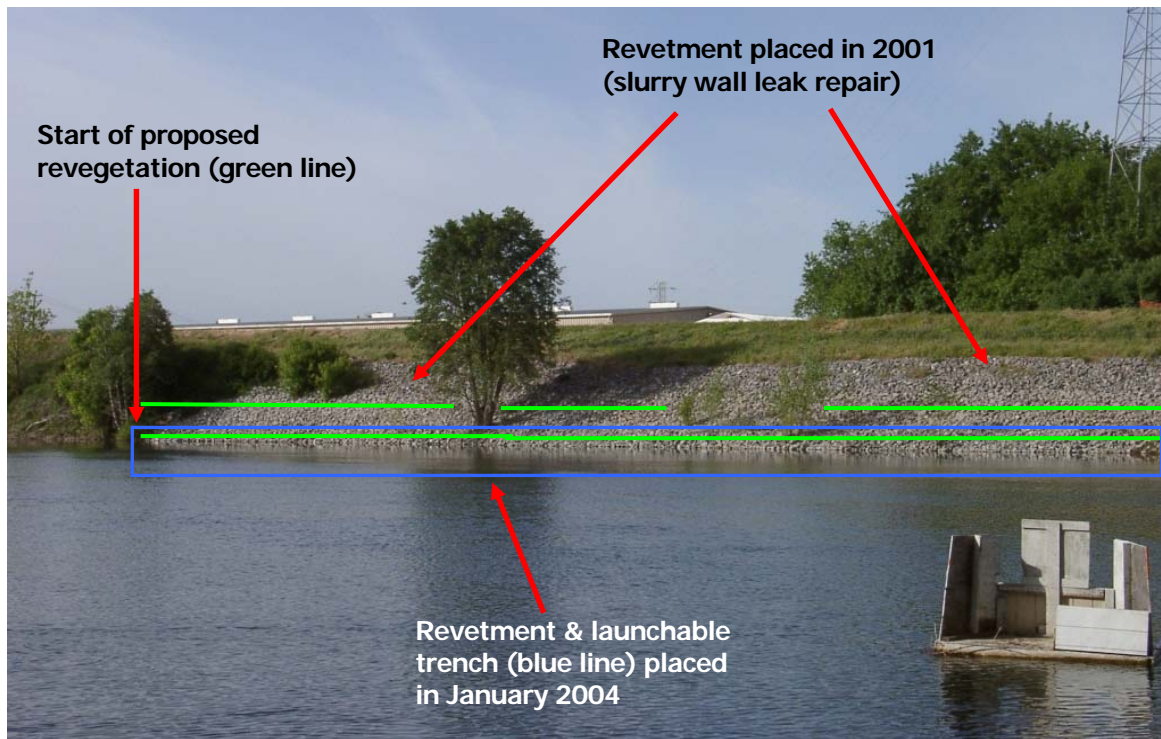 Revetment placed in 2001
(slurry wall leak repair)
Start of proposed
revegetation (green line)
Revetment & launchable
trench (blue line) placed
in January 2004